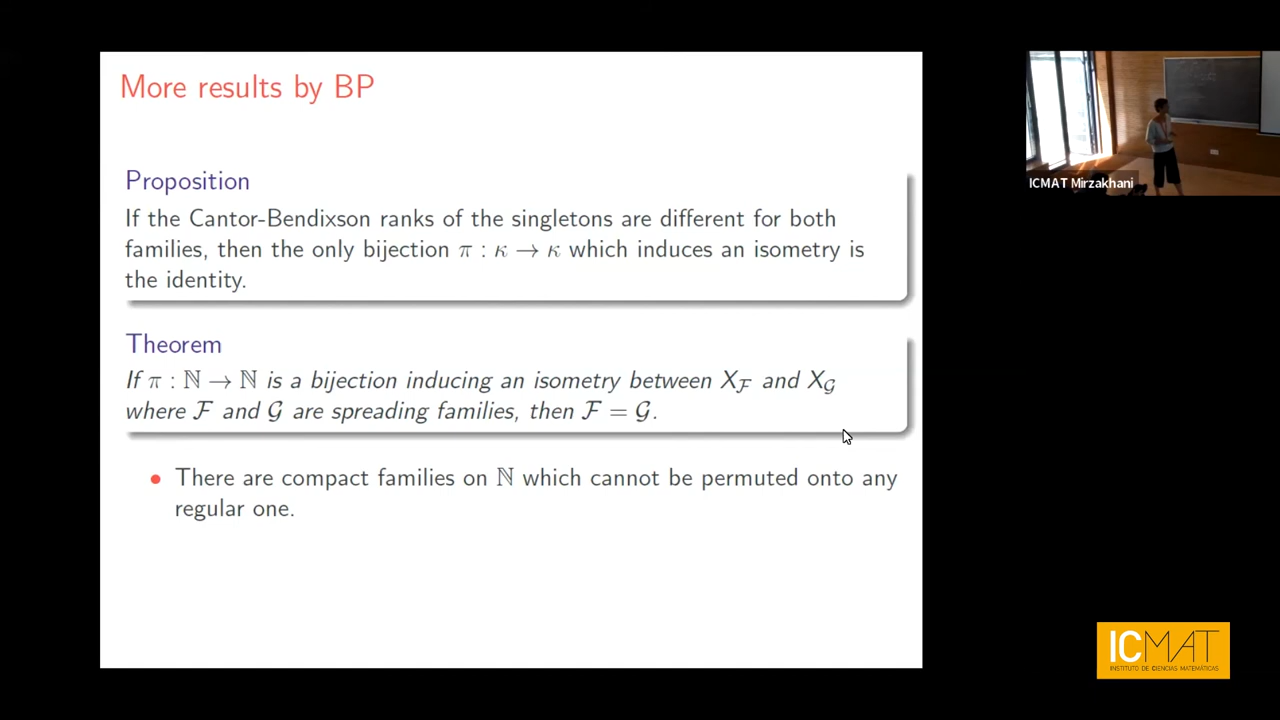 More results by BP
Proposition
If the Cantor-Bendixson ranks of the singletons are different for both
families, then the only bijection π : κ → κ which induces an isometry is
the identity.
Theorem
If π : ℕ → ℕ is a bijection inducing an isometry between X_ℱ and X_𝒢
where ℱ and 𝒢 are spreading families, then ℱ = 𝒢.
• There are compact families on ℕ which cannot be permuted onto any
regular one.
ICMAT Mirzakhani
ICMAT
INSTITUTO DE CIENCIAS MATEMÁTICAS